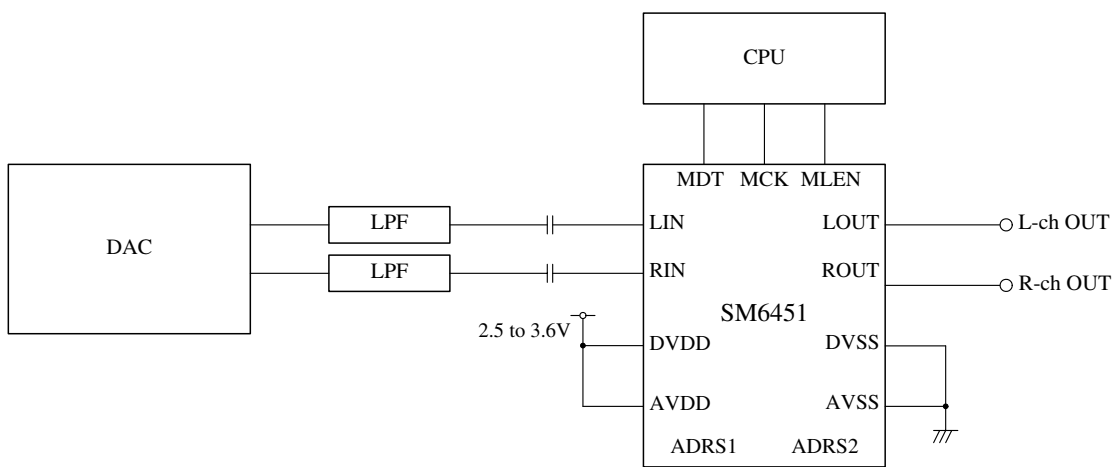 CPU
MDT MCK MLEN
DAC
LPF
LIN
LOUT
L-ch OUT
LPF
RIN
ROUT
R-ch OUT
SM6451
2.5 to 3.6V
DVDD
DVSS
AVDD
AVSS
ADRS1
ADRS2